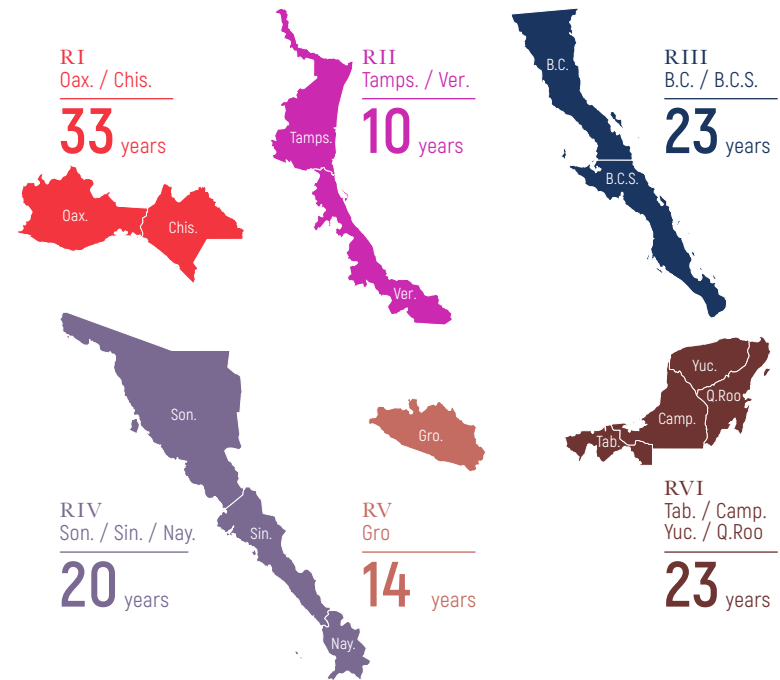 RI
Oax. / Chis.
33 years
Oax.
Chis.
RII
Tamps. / Ver.
10 years
Tamps.
Ver.
RIII
B.C. / B.C.S.
23 years
B.C.
B.C.S.
RIV
Son. / Sin. / Nay.
20 years
Son.
Sin.
Nay.
RV
Gro
14 years
Gro.
RVI
Tab. / Camp.
Yuc. / Q.Roo
23 years
Yuc.
Q.Roo
Camp.
Tab.